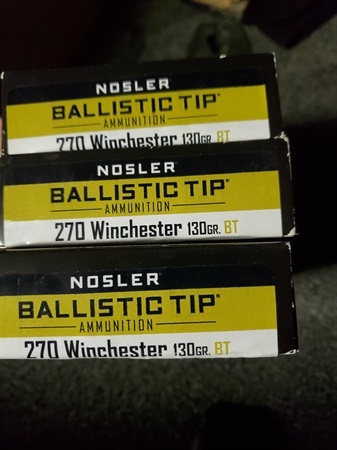 NOSLER
BALLISTIC TIP®
AMMUNITION
270 Winchester 130GR. BT
NOSLER
BALLISTIC TIP®
AMMUNITION
270 Winchester 130GR. BT
NOSLER
BALLISTIC TIP®
AMMUNITION
270 Winchester 130GR. BT